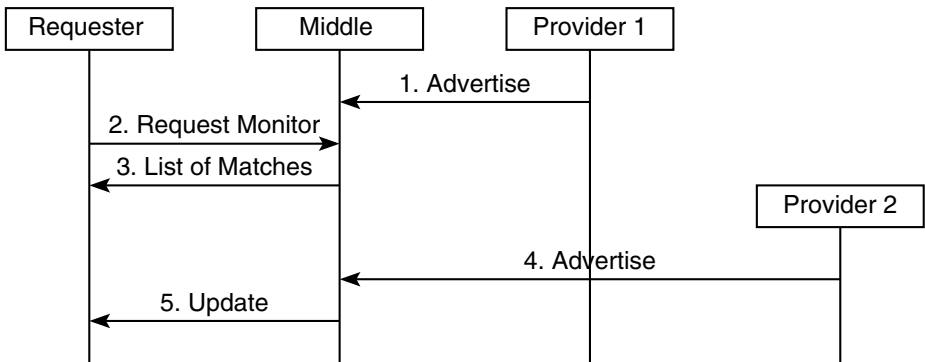 Requester
Middle
Provider 1
1. Advertise
2. Request Monitor
3. List of Matches
Provider 2
4. Advertise
5. Update